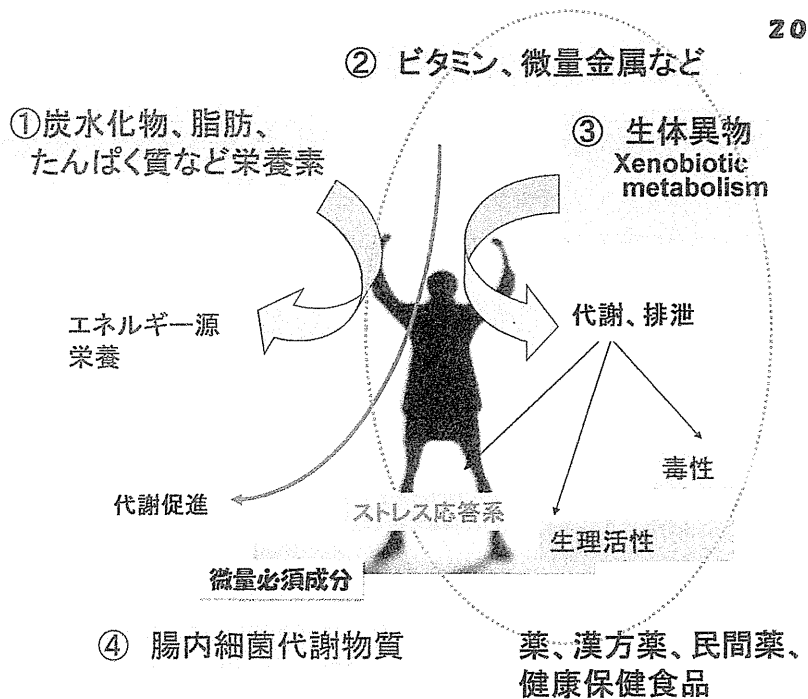 20
② ビタミン、微量金属など
①炭水化物、脂肪、
たんぱく質など栄養素
③ 生体異物
Xenobiotic
metabolism
エネルギー源
栄養
代謝、排泄
毒性
代謝促進
ストレス応答系
生理活性
微量必須成分
④ 腸内細菌代謝物質
薬、漢方薬、民間薬、
健康保健食品